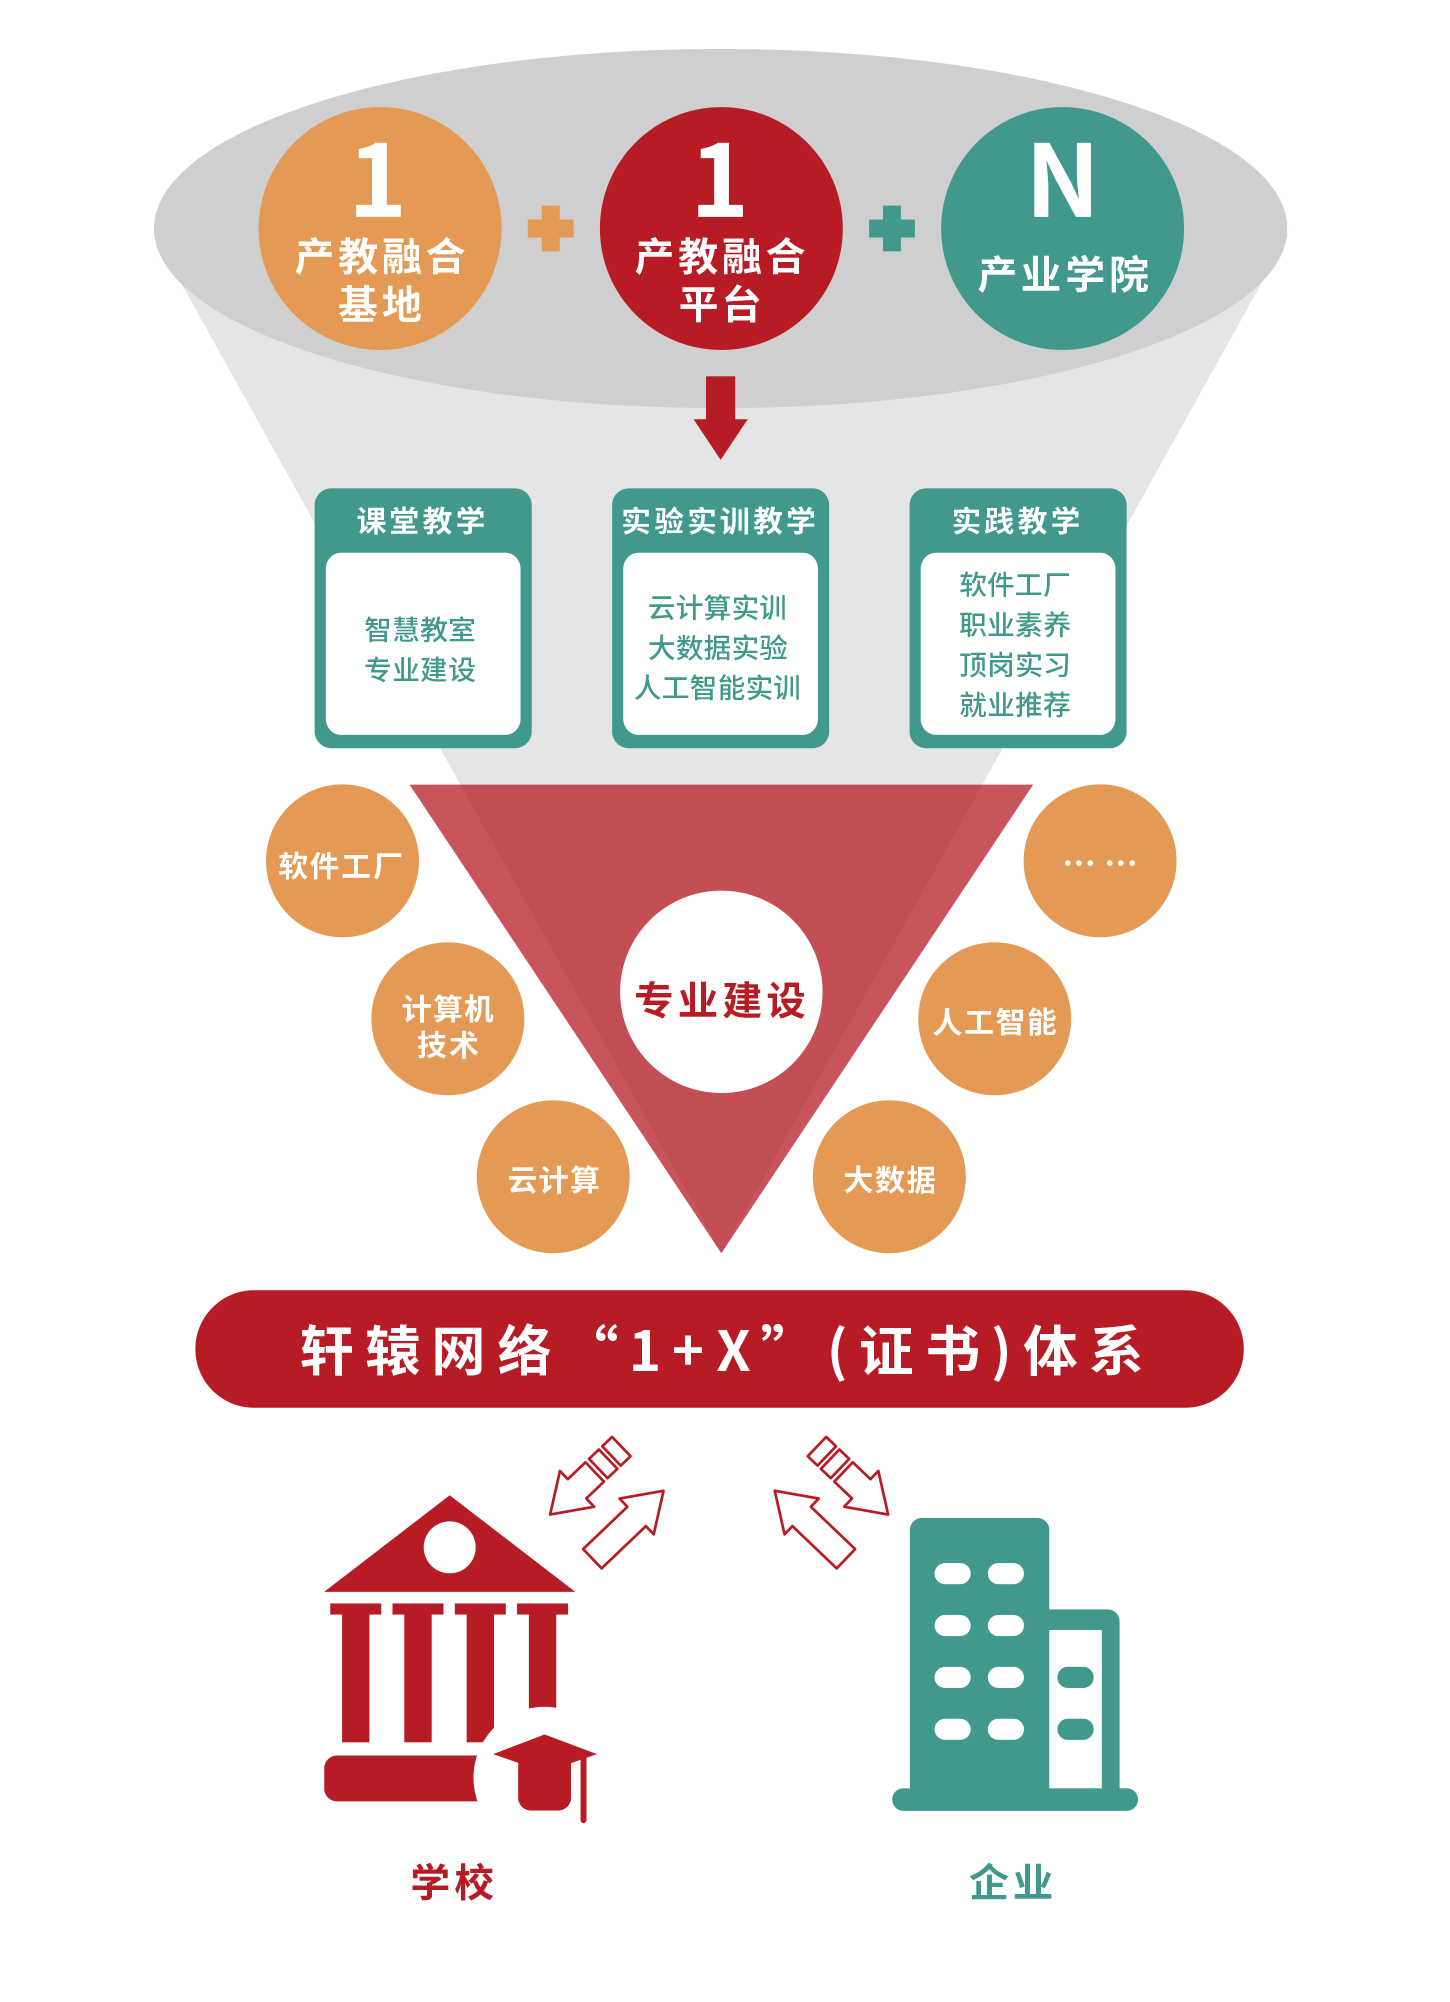 1
产教融合
基地
1
产教融合
平台
N
产业学院
课堂教学
智慧教室
专业建设
实验实训教学
云计算实训
大数据实验
人工智能实训
实践教学
软件工厂
职业素养
顶岗实习
就业推荐
软件工厂
计算机
技术
云计算
专业建设
…… 
人工智能
大数据
轩辕网络“1+X”(证书)体系
学校
企业